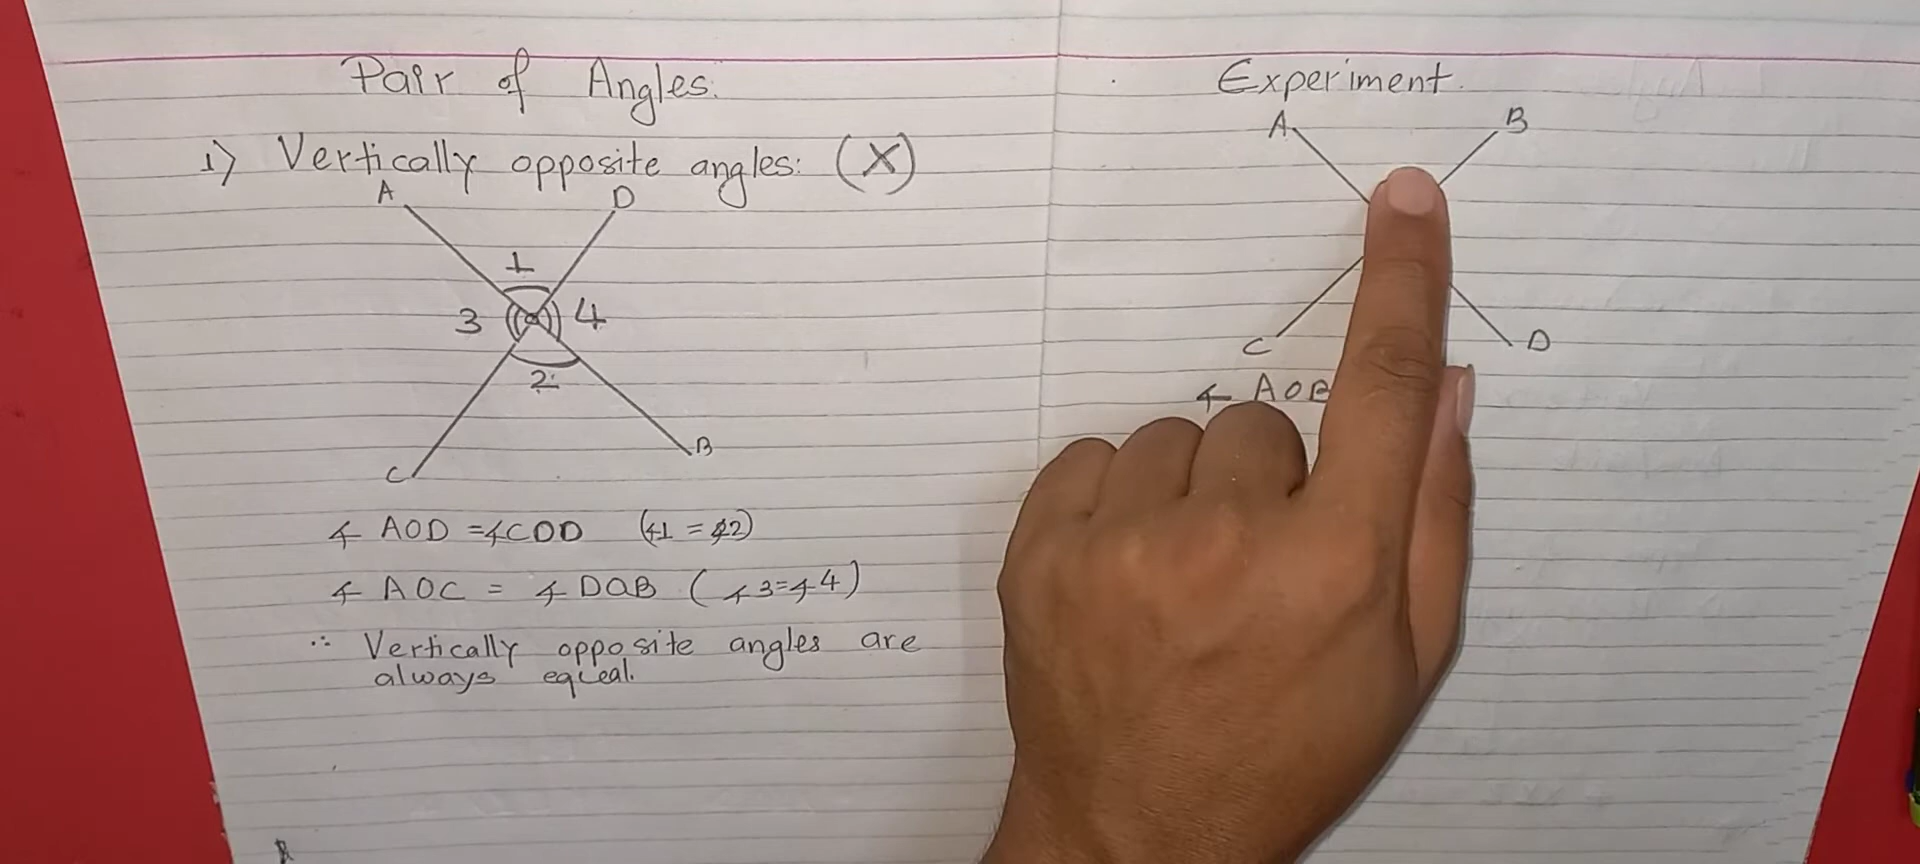 Pair of Angles:
1) Vertically opposite angles: (X)
A D
1
3 O 4
2
C B
∡ AOD =∡COD (∡1 = ∡2)
∡ AOC = ∡ DOB (∡3=∡4)
∴ Vertically opposite angles are
always equal.
Experiment.
A B
C D
∡ AOB